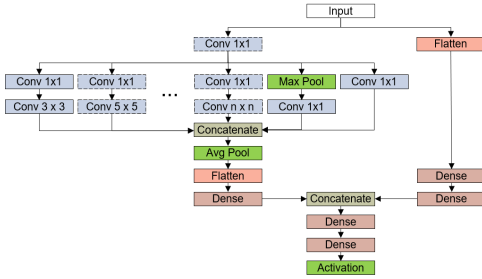 Input
Conv 1x1
Flatten
Conv 1x1
Conv 1x1
...
Conv 1x1
Max Pool
Conv 1x1
Conv 3 x 3
Conv 5 x 5
Conv n x n
Conv 1x1
Concatenate
Avg Pool
Flatten
Dense
Dense
Concatenate
Dense
Dense
Dense
Activation